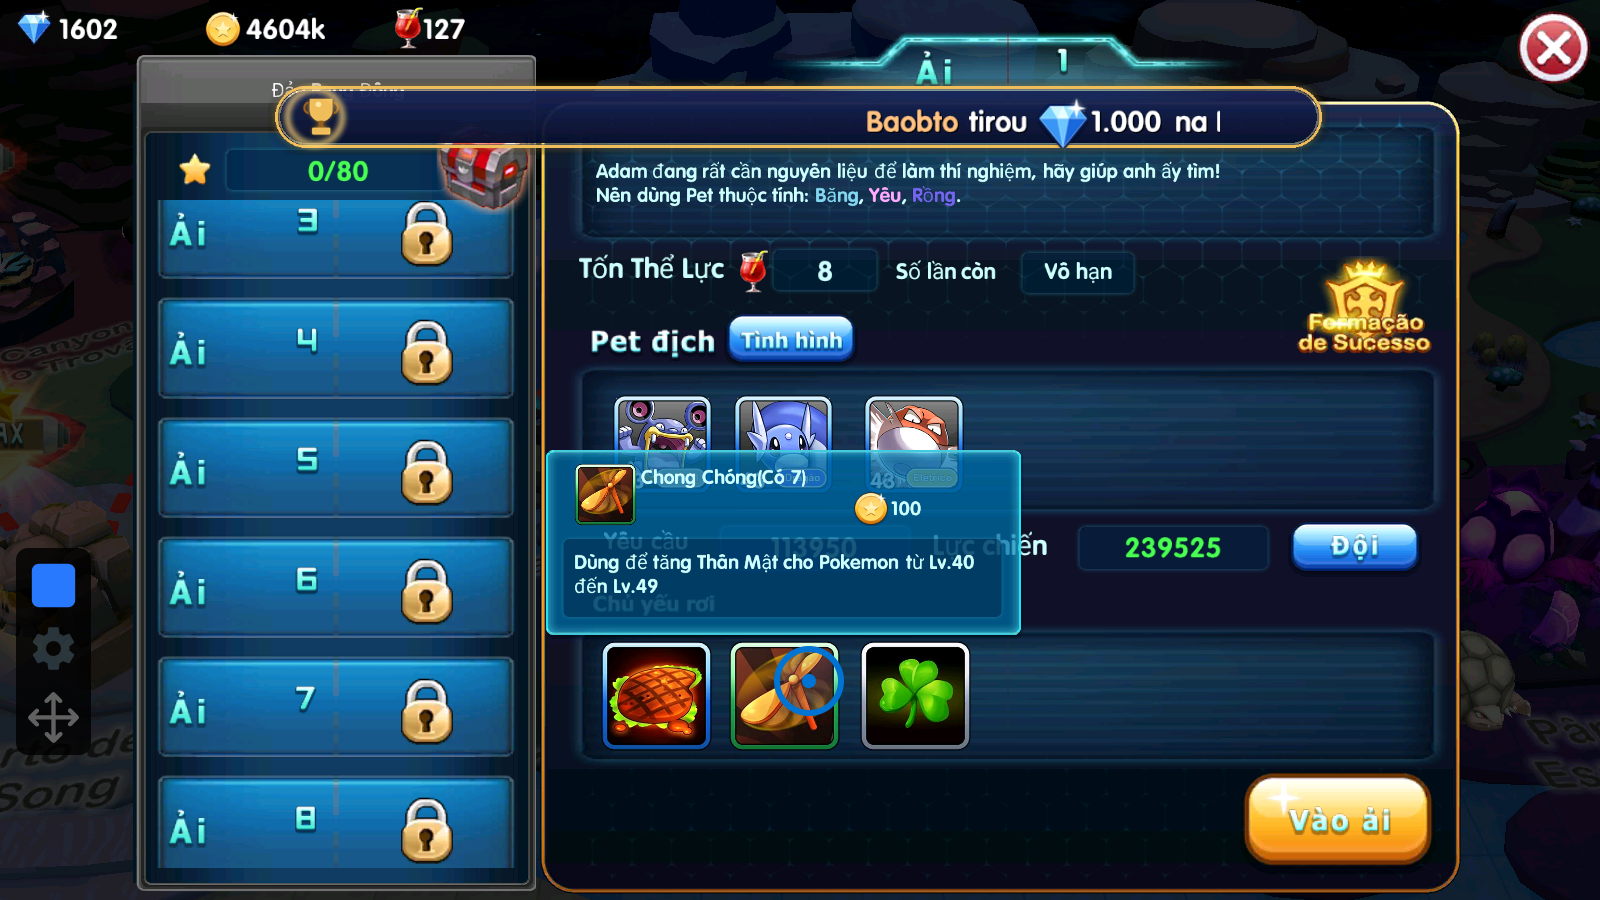 1602
4604k
127
Ải 1
Baobto tirou 1.000 na
0/80
Adam đang rất cần nguyên liệu để làm thí nghiệm, hãy giúp anh ấy tìm!
Nên dùng Pet thuộc tính: Băng, Yêu, Rồng.
Tốn Thể Lực 8 Số lần còn Vô hạn
Formação
de Sucesso
Pet địch Tình hình
Chong Chóng(Có 7)
100
Dùng để tăng Thân Mật cho Pokemon từ Lv.40
đến Lv.49
Yêu cầu 113950 Lực chiến 239525 Đội
Chủ yếu rơi
Ải 3
Ải 4
Ải 5
Ải 6
Ải 7
Ải 8
Vào ải
Canyon
Song